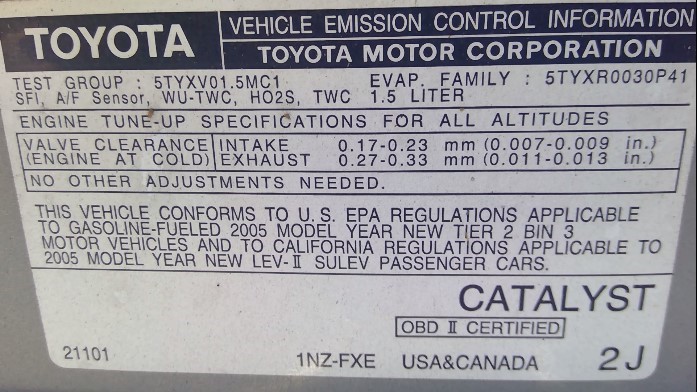 TOYOTA
VEHICLE EMISSION CONTROL INFORMATION
TOYOTA MOTOR CORPORATION
TEST GROUP : 5TYXV01.5MC1 EVAP. FAMILY : 5TYXR0030P41
SFI, A/F Sensor, WU-TWC, HO2S, TWC 1.5 LITER
ENGINE TUNE-UP SPECIFICATIONS FOR ALL ALTITUDES
VALVE CLEARANCE INTAKE 0.17-0.23 mm (0.007-0.009 in.)
(ENGINE AT COLD) EXHAUST 0.27-0.33 mm (0.011-0.013 in.)
NO OTHER ADJUSTMENTS NEEDED.
THIS VEHICLE CONFORMS TO U.S. EPA REGULATIONS APPLICABLE
TO GASOLINE-FUELED 2005 MODEL YEAR NEW TIER 2 BIN 3
MOTOR VEHICLES AND TO CALIFORNIA REGULATIONS APPLICABLE TO
2005 MODEL YEAR NEW LEV-II SULEV PASSENGER CARS.
CATALYST
OBD II CERTIFIED
21101 1NZ-FXE USA&CANADA 2J